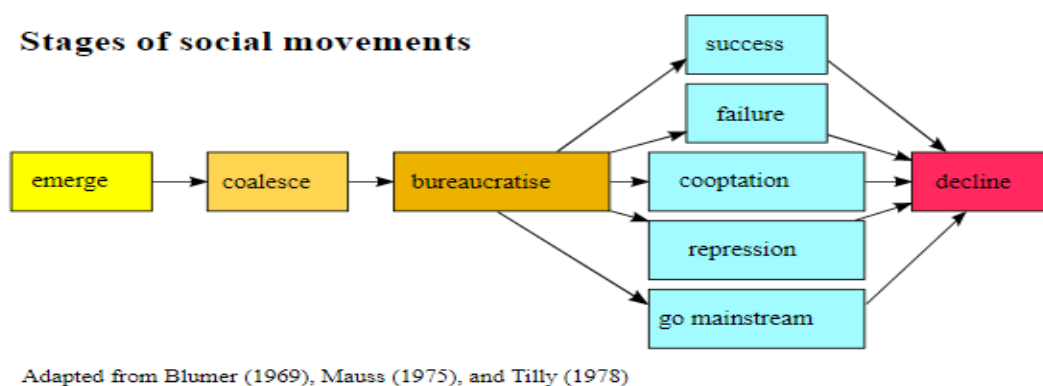 Stages of social movements
success
failure
emerge
coalesce
bureaucratise
cooptation
decline
repression
go mainstream
Adapted from Blumer (1969), Mauss (1975), and Tilly (1978)